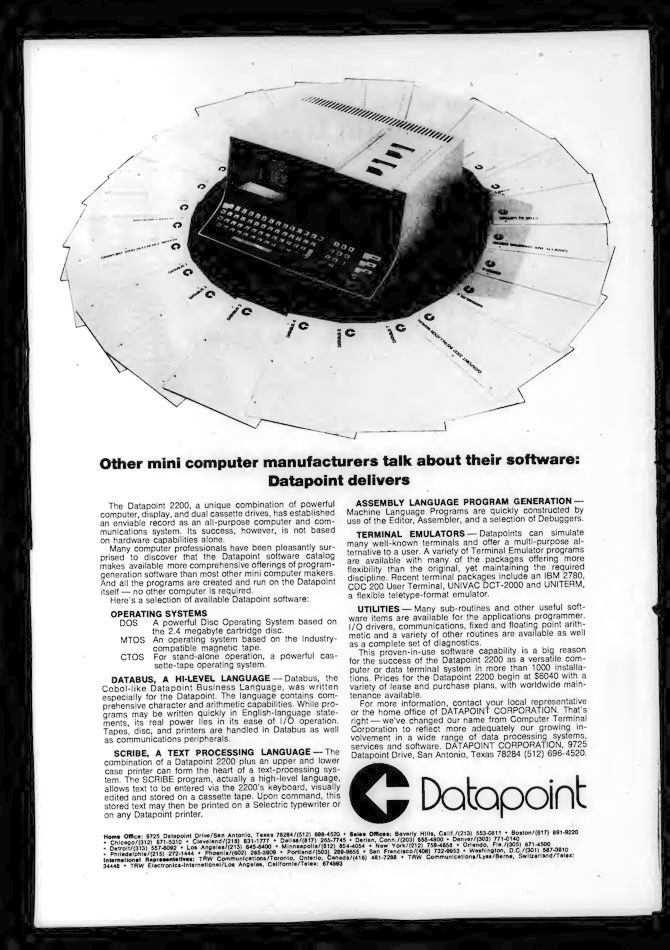 Other mini computer manufacturers talk about their software:
Datapoint delivers
The Datapoint 2200, a unique combination of powerful
computer, display, and dual cassette drives, has established
an enviable record as an all-purpose computer and com-
munications system. Its success, however, is not based
on hardware capabilities alone.
Many computer professionals have been pleasantly sur-
prised to discover that the Datapoint software catalog
makes available more comprehensive offerings of program-
generation software than most other mini computer makers.
And all the programs are created and run on the Datapoint
itself — no other computer is required.
Here's a selection of available Datapoint software:
OPERATING SYSTEMS
DOS A powerful Disc Operating System based on
the 2.4 megabyte cartridge disc.
MTOS An operating system based on the industry-
compatible magnetic tape.
CTOS For stand-alone operation, a powerful cas-
sette-tape operating system.
DATABUS, A HI-LEVEL LANGUAGE — Databus, the
Cobol-like Datapoint Business Language, was written
especially for the Datapoint. The language contains com-
prehensive character and arithmetic capabilities. While pro-
grams may be written quickly in English-language state-
ments, its real power lies in its ease of I/O operation.
Tapes, disc, and printers are handled in Databus as well
as communications peripherals.
SCRIBE, A TEXT PROCESSING LANGUAGE — The
combination of a Datapoint 2200 plus an upper and lower
case printer can form the heart of a text-processing sys-
tem. The SCRIBE program, actually a high-level language,
allows text to be entered via the 2200's keyboard, visually
edited and stored on a cassette tape. Upon command, this
stored text may then be printed on a Selectric typewriter or
on any Datapoint printer.
ASSEMBLY LANGUAGE PROGRAM GENERATION —
Machine Language Programs are quickly constructed by
use of the Editor, Assembler, and a selection of Debuggers.
TERMINAL EMULATORS — Datapoints can simulate
many well-known terminals and offer a multi-purpose al-
ternative to a user. A variety of Terminal Emulator programs
are available with many of the packages offering more
flexibility than the original, yet maintaining the required
discipline. Recent terminal packages include an IBM 2780,
CDC 200 User Terminal, UNIVAC DCT-2000 and UNITERM,
a flexible teletype-format emulator.
UTILITIES — Many sub-routines and other useful soft-
ware items are available for the applications programmer.
I/O drivers, communications, fixed and floating point arith-
metic and a variety of other routines are available as well
as a complete set of diagnostics.
This proven-in-use software capability is a big reason
for the success of the Datapoint 2200 as a versatile com-
puter or data terminal system in more than 1000 installa-
tions. Prices for the Datapoint 2200 begin at $6040 with a
variety of lease and purchase plans, with worldwide main-
tenance available.
For more information, contact your local representative
or the home office of DATAPOINT CORPORATION. That's
right — we've changed our name from Computer Terminal
Corporation to reflect more adequately our growing in-
volvement in a wide range of data processing systems,
services and software. DATAPOINT CORPORATION, 9725
Datapoint Drive, San Antonio, Texas 78284 (512) 696-4520.
Datapoint
Home Office: 9725 Datapoint Drive/San Antonio, Texas 78284/(512) 696-4520 • Sales Offices: Beverly Hills, Calif./(213) 553-0811 • Boston/(617) 891-9220
• Chicago/(312) 671-5310 • Cleveland/(216) 831-1777 • Dallas/(817) 265-7745 • Darien, Conn./(203) 655-4800 • Denver/(303) 771-0140
• Detroit/(313) 557-6092 • Los Angeles/(213) 645-5400 • Minneapolis/(612) 854-4054 • New York/(212) 759-4656 • Orlando, Fla./(305) 671-4500
• Philadelphia/(215) 272-1444 • Phoenix/(602) 265-3909 • Portland/(503) 289-9655 • San Francisco/(408) 732-9953 • Washington, D.C./(301) 587-3910
International Representatives: TRW Communications/Toronto, Ontario, Canada/(416) 481-7288 • TRW Communications/Lyss/Berne, Switzerland/Telex:
34446 • TRW Electronics-International/Los Angeles, California/Telex: 674593